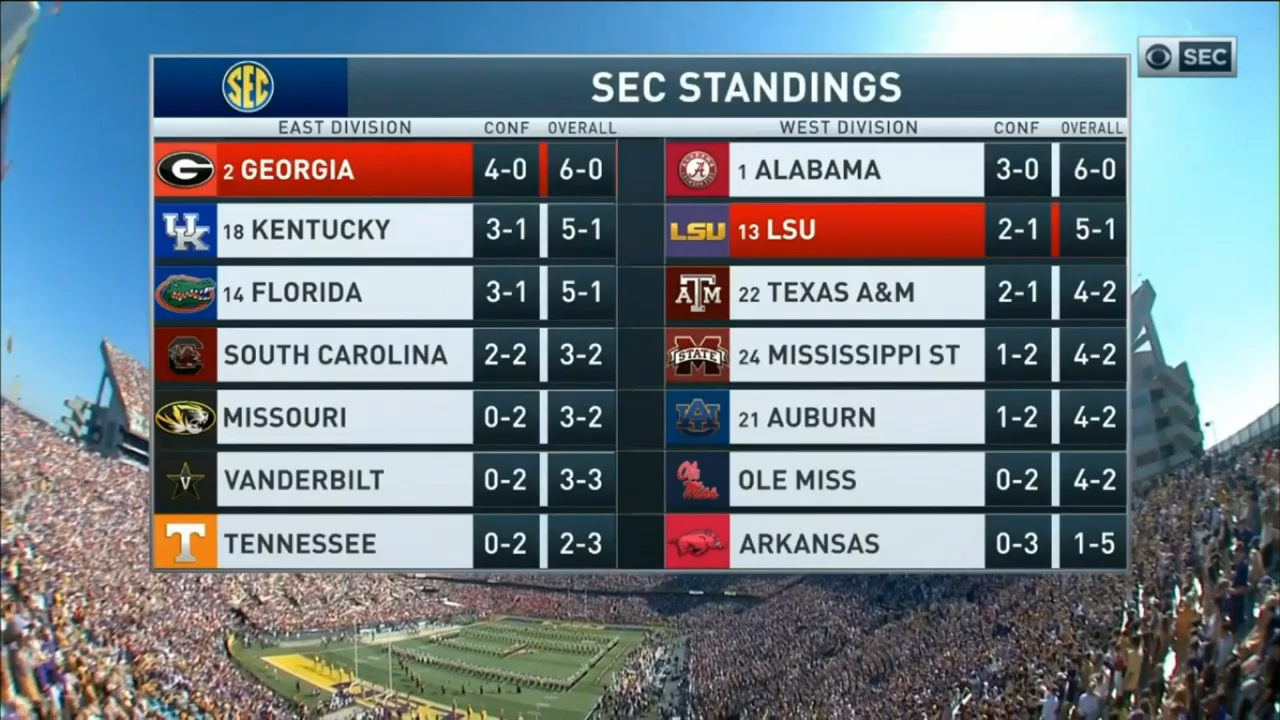 SEC
SEC SEC STANDINGS
EAST DIVISION CONF OVERALL WEST DIVISION CONF OVERALL
G 2 GEORGIA 4-0 6-0 A 1 ALABAMA 3-0 6-0
UK 18 KENTUCKY 3-1 5-1 LSU 13 LSU 2-1 5-1
14 FLORIDA 3-1 5-1 ATM 22 TEXAS A&M 2-1 4-2
C SOUTH CAROLINA 2-2 3-2 M STATE 24 MISSISSIPPI ST 1-2 4-2
MISSOURI 0-2 3-2 AU 21 AUBURN 1-2 4-2
V VANDERBILT 0-2 3-3 Ole Miss OLE MISS 0-2 4-2
T TENNESSEE 0-2 2-3 ARKANSAS 0-3 1-5